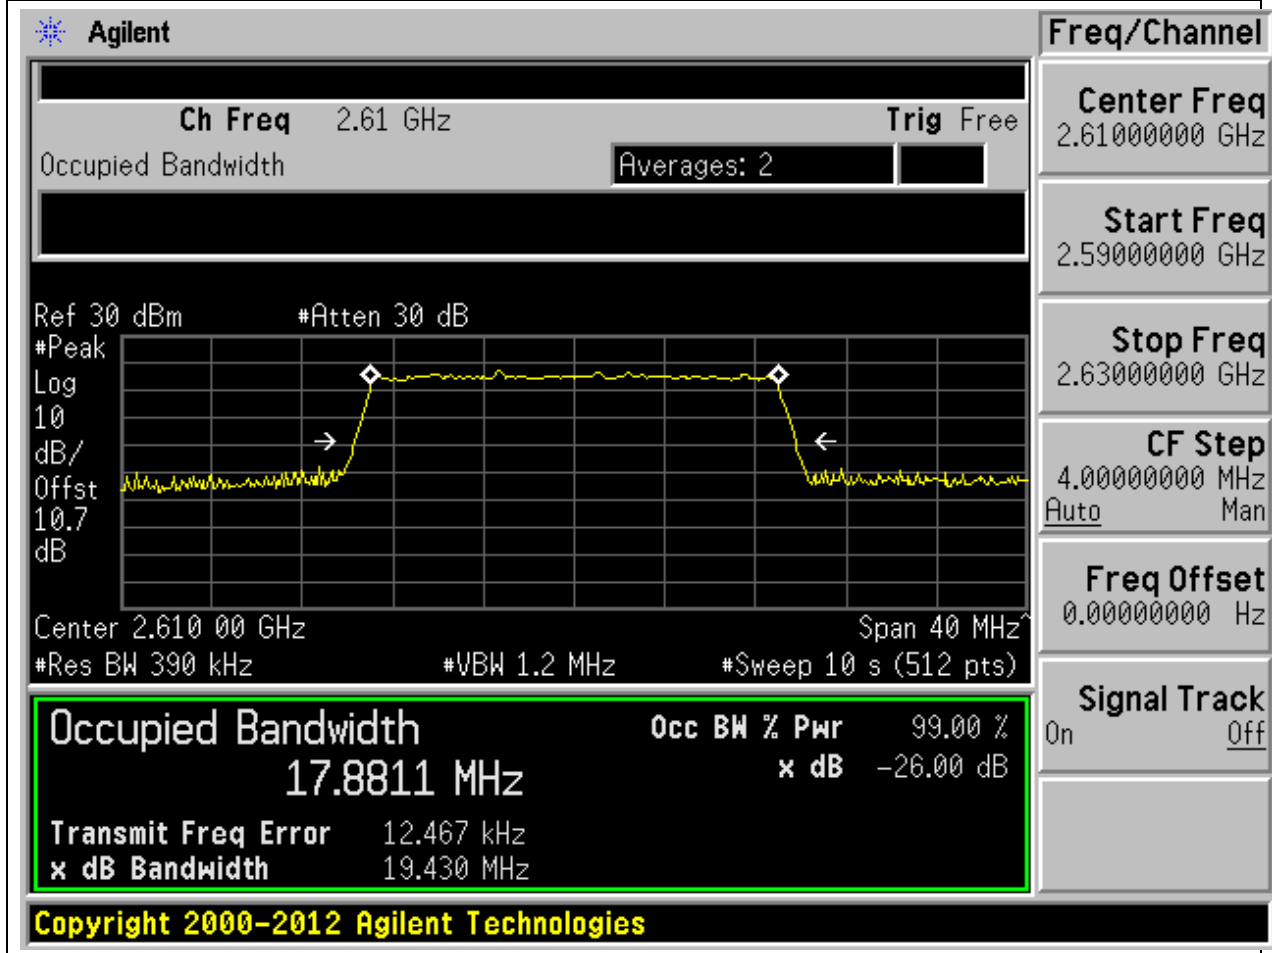 Agilent
Freq/Channel
Ch Freq 2.61 GHz Trig Free
Occupied Bandwidth Averages: 2
Center Freq
2.61000000 GHz
Start Freq
2.59000000 GHz
Stop Freq
2.63000000 GHz
CF Step
4.00000000 MHz
Auto Man
Freq Offset
0.00000000 Hz
Signal Track
On Off
Ref 30 dBm #Atten 30 dB
#Peak
Log
10
dB/
Offst
10.7
dB
Center 2.610 00 GHz Span 40 MHz^
#Res BW 390 kHz #VBW 1.2 MHz #Sweep 10 s (512 pts)
Occupied Bandwidth Occ BW % Pwr 99.00 %
17.8811 MHz x dB -26.00 dB
Transmit Freq Error 12.467 kHz
x dB Bandwidth 19.430 MHz
Copyright 2000-2012 Agilent Technologies